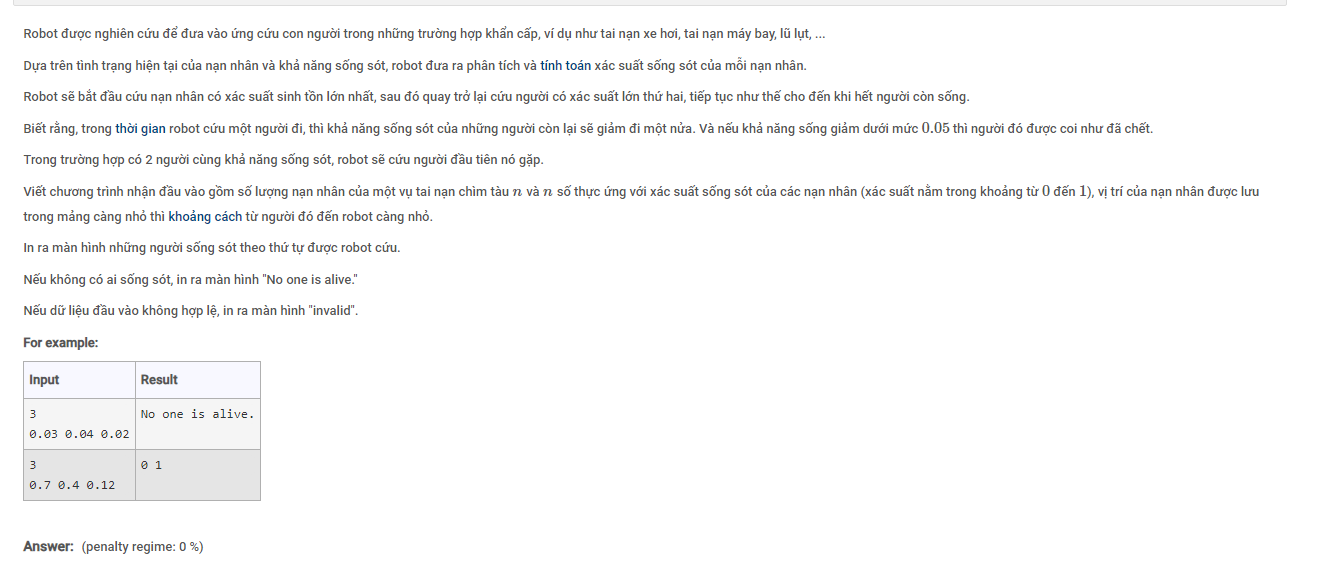 Robot được nghiên cứu để đưa vào ứng cứu con người trong những trường hợp khẩn cấp, ví dụ như tai nạn xe hơi, tai nạn máy bay, lũ lụt, ...
Dựa trên tình trạng hiện tại của nạn nhân và khả năng sống sót, robot đưa ra phân tích và tính toán xác suất sống sót của mỗi nạn nhân.
Robot sẽ bắt đầu cứu nạn nhân có xác suất sinh tồn lớn nhất, sau đó quay trở lại cứu người có xác suất lớn thứ hai, tiếp tục như thế cho đến khi hết người còn sống.
Biết rằng, trong thời gian robot cứu một người đi, thì khả năng sống sót của những người còn lại sẽ giảm đi một nửa. Và nếu khả năng sống giảm dưới mức 0.05 thì người đó được coi như đã chết.
Trong trường hợp có 2 người cùng khả năng sống sót, robot sẽ cứu người đầu tiên nó gặp.
Viết chương trình nhận đầu vào gồm số lượng nạn nhân của một vụ tai nạn chìm tàu n và n số thực ứng với xác suất sống sót của các nạn nhân (xác suất nằm trong khoảng từ 0 đến 1), vị trí của nạn nhân được lưu
trong mảng càng nhỏ thì khoảng cách từ người đó đến robot càng nhỏ.
In ra màn hình những người sống sót theo thứ tự được robot cứu.
Nếu không có ai sống sót, in ra màn hình "No one is alive."
Nếu dữ liệu đầu vào không hợp lệ, in ra màn hình "invalid".
For example:
Input Result
3 No one is alive.
0.03 0.04 0.02
3 0 1
0.7 0.4 0.12
Answer: (penalty regime: 0 %)